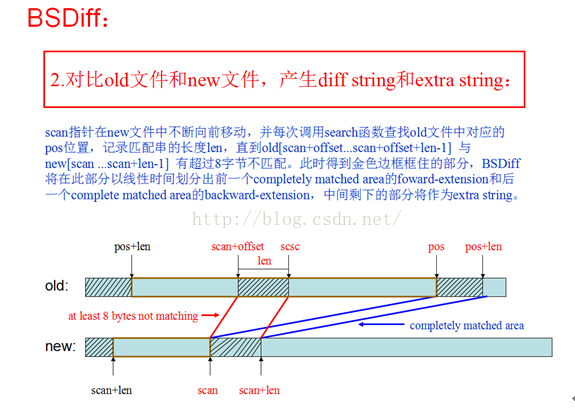 BSDiff:
2.对比old文件和new文件，产生diff string和extra string：
scan指针在new文件中不断向前移动，并每次调用search函数查找old文件中对应的
pos位置，记录匹配串的长度len，直到old[scan+offset...scan+offset+len-1] 与
new[scan ...scan+len-1] 有超过8字节不匹配。此时得到金色边框框住的部分，BSDiff
将在此部分以线性时间划分出前一个completely matched area的foward-extension和后
一个complete matched area的backward-extension，中间剩下的部分将作为extra string。
http://blog.csdn.net/
pos+len scan+offset scsc pos pos+len
len
old:
at least 8 bytes not matching
completely matched area
new:
scan+len scan scan+len